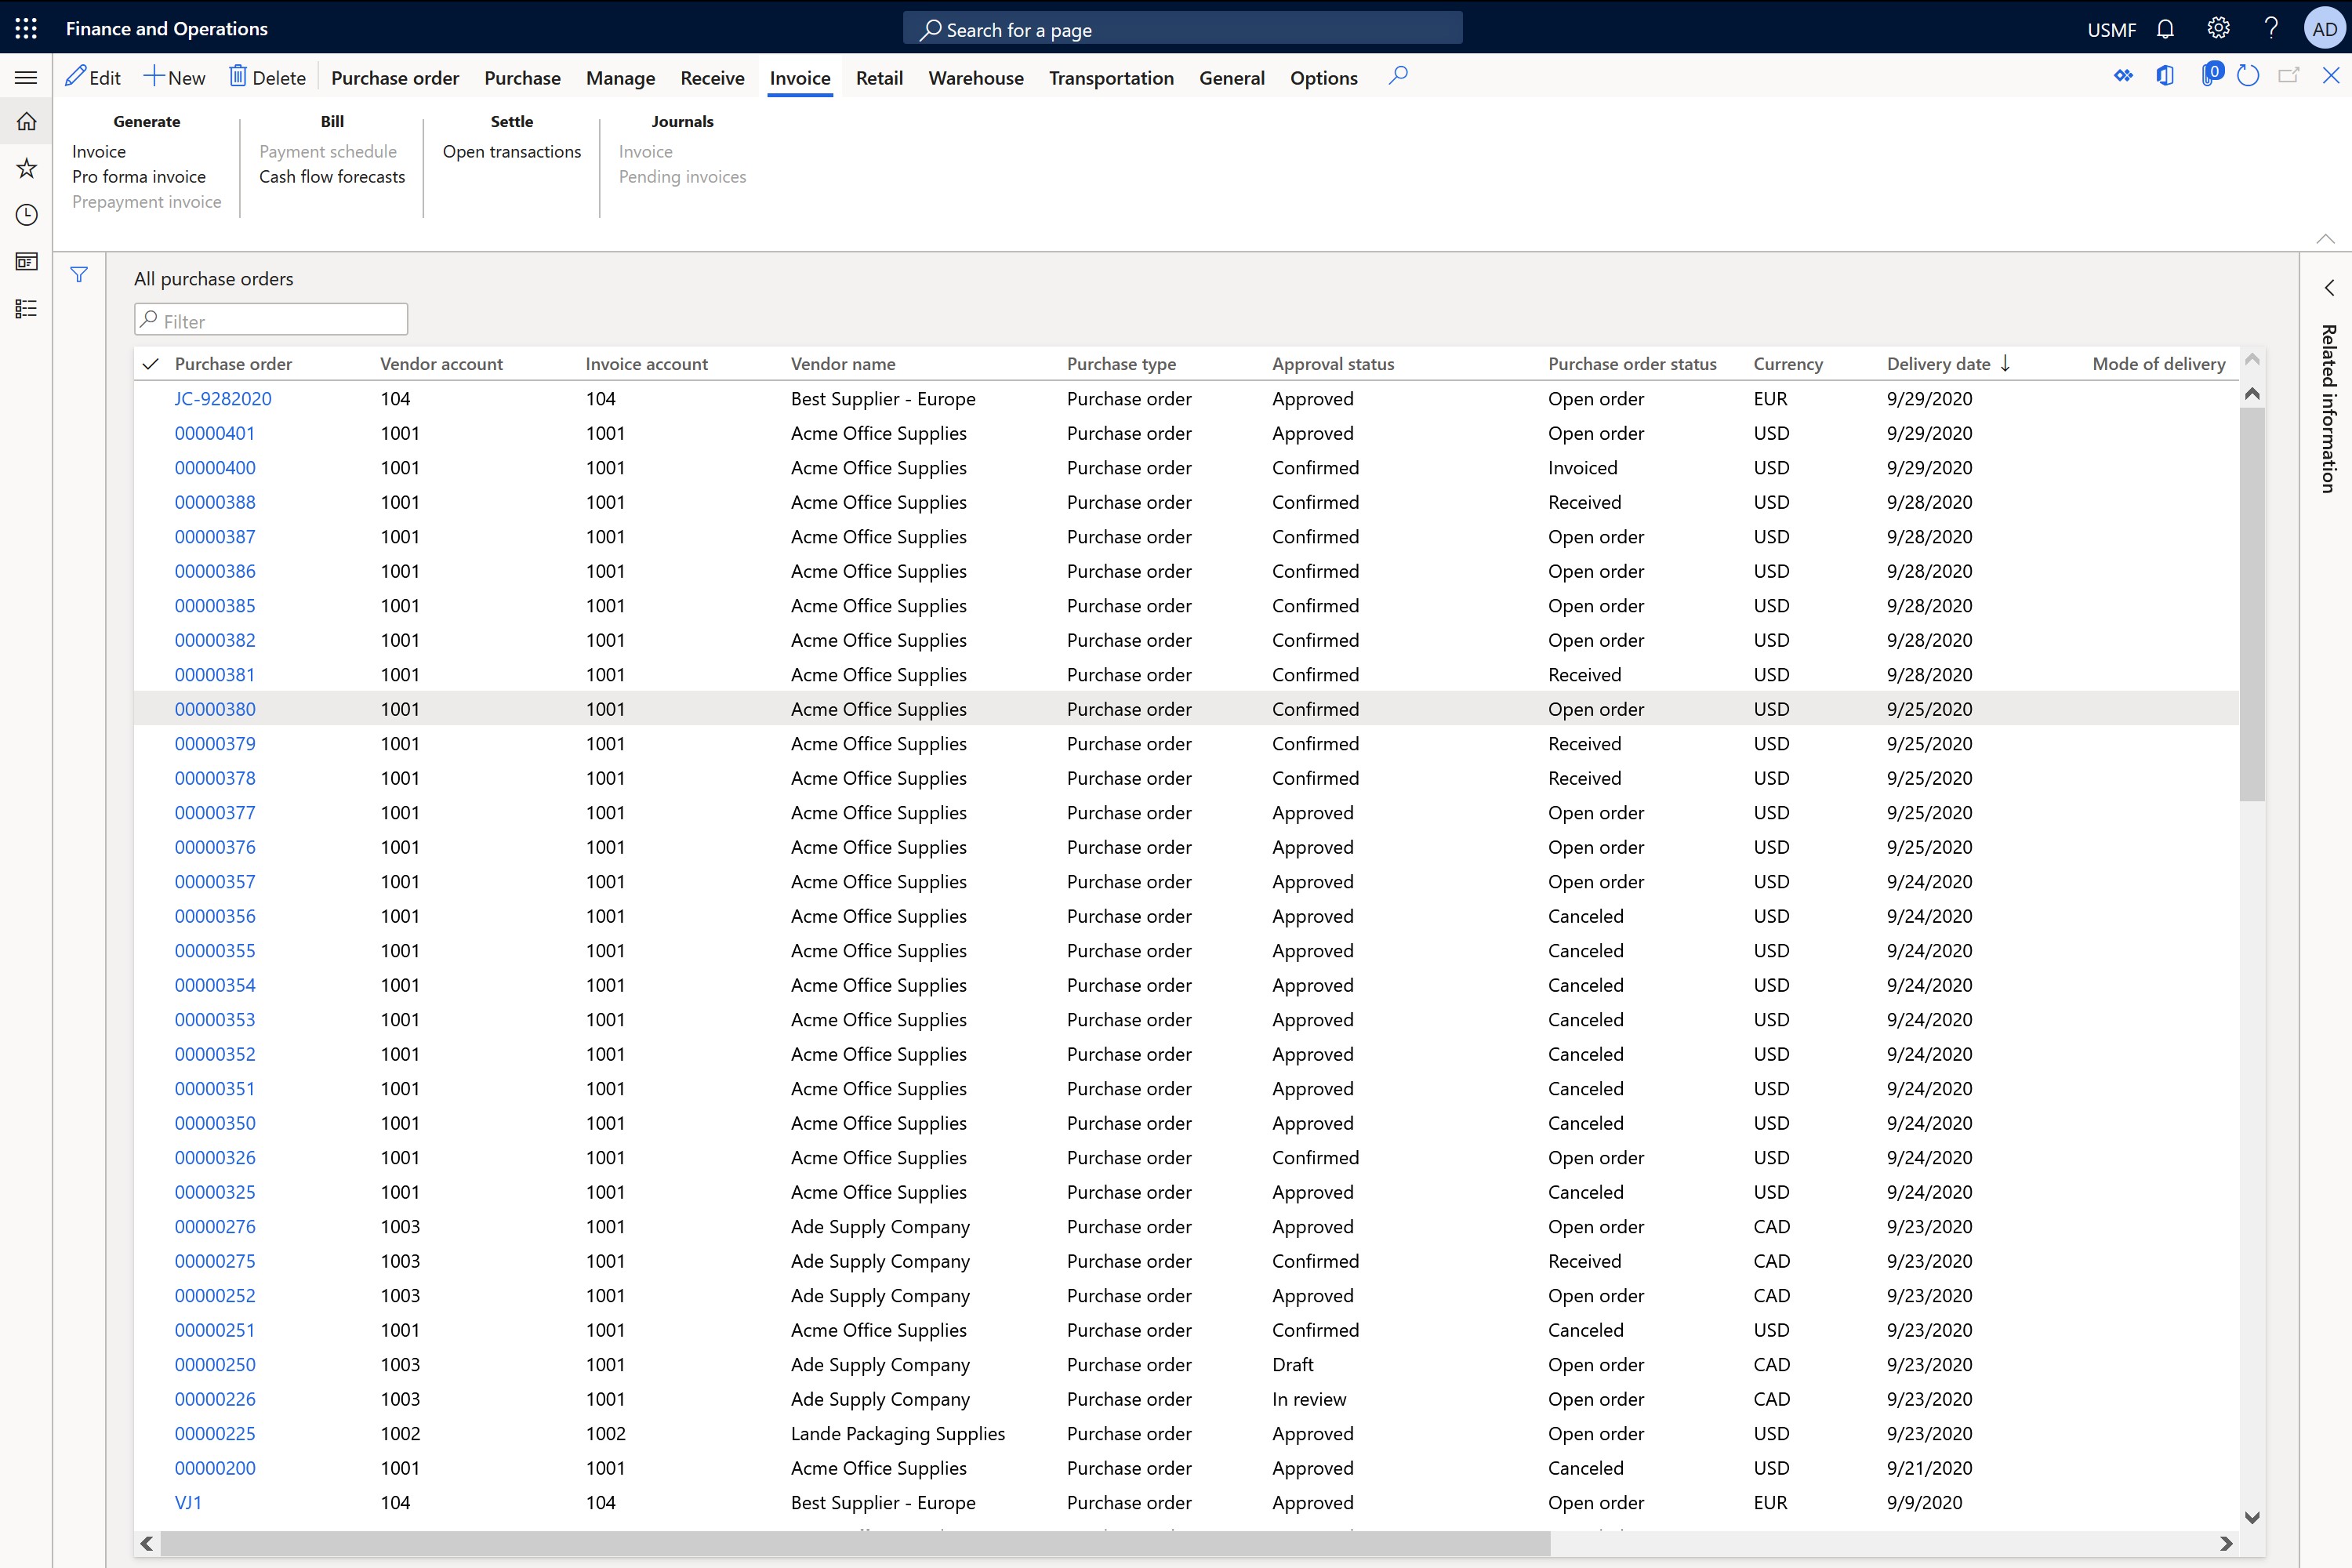 Finance and Operations Search for a page USMF AD
Edit New Delete Purchase order Purchase Manage Receive Invoice Retail Warehouse Transportation General Options 0
Generate Bill Settle Journals
Invoice Payment schedule Open transactions Invoice
Pro forma invoice Cash flow forecasts Pending invoices
Prepayment invoice
All purchase orders
Filter
Related information
Purchase order Vendor account Invoice account Vendor name Purchase type Approval status Purchase order status Currency Delivery date Mode of delivery
JC-9282020 104 104 Best Supplier - Europe Purchase order Approved Open order EUR 9/29/2020
00000401 1001 1001 Acme Office Supplies Purchase order Approved Open order USD 9/29/2020
00000400 1001 1001 Acme Office Supplies Purchase order Confirmed Invoiced USD 9/29/2020
00000388 1001 1001 Acme Office Supplies Purchase order Confirmed Received USD 9/28/2020
00000387 1001 1001 Acme Office Supplies Purchase order Confirmed Open order USD 9/28/2020
00000386 1001 1001 Acme Office Supplies Purchase order Confirmed Open order USD 9/28/2020
00000385 1001 1001 Acme Office Supplies Purchase order Confirmed Open order USD 9/28/2020
00000382 1001 1001 Acme Office Supplies Purchase order Confirmed Open order USD 9/28/2020
00000381 1001 1001 Acme Office Supplies Purchase order Confirmed Received USD 9/28/2020
00000380 1001 1001 Acme Office Supplies Purchase order Confirmed Open order USD 9/25/2020
00000379 1001 1001 Acme Office Supplies Purchase order Confirmed Received USD 9/25/2020
00000378 1001 1001 Acme Office Supplies Purchase order Confirmed Received USD 9/25/2020
00000377 1001 1001 Acme Office Supplies Purchase order Approved Open order USD 9/25/2020
00000376 1001 1001 Acme Office Supplies Purchase order Approved Open order USD 9/25/2020
00000357 1001 1001 Acme Office Supplies Purchase order Approved Open order USD 9/24/2020
00000356 1001 1001 Acme Office Supplies Purchase order Approved Canceled USD 9/24/2020
00000355 1001 1001 Acme Office Supplies Purchase order Approved Canceled USD 9/24/2020
00000354 1001 1001 Acme Office Supplies Purchase order Approved Canceled USD 9/24/2020
00000353 1001 1001 Acme Office Supplies Purchase order Approved Canceled USD 9/24/2020
00000352 1001 1001 Acme Office Supplies Purchase order Approved Canceled USD 9/24/2020
00000351 1001 1001 Acme Office Supplies Purchase order Approved Canceled USD 9/24/2020
00000350 1001 1001 Acme Office Supplies Purchase order Approved Canceled USD 9/24/2020
00000326 1001 1001 Acme Office Supplies Purchase order Confirmed Open order USD 9/24/2020
00000325 1001 1001 Acme Office Supplies Purchase order Approved Canceled USD 9/24/2020
00000276 1003 1001 Ade Supply Company Purchase order Approved Open order CAD 9/23/2020
00000275 1003 1001 Ade Supply Company Purchase order Confirmed Received CAD 9/23/2020
00000252 1003 1001 Ade Supply Company Purchase order Approved Open order CAD 9/23/2020
00000251 1001 1001 Acme Office Supplies Purchase order Confirmed Canceled USD 9/23/2020
00000250 1003 1001 Ade Supply Company Purchase order Draft Open order CAD 9/23/2020
00000226 1003 1001 Ade Supply Company Purchase order In review Open order CAD 9/23/2020
00000225 1002 1002 Lande Packaging Supplies Purchase order Approved Open order USD 9/23/2020
00000200 1001 1001 Acme Office Supplies Purchase order Approved Canceled USD 9/21/2020
VJ1 104 104 Best Supplier - Europe Purchase order Approved Open order EUR 9/9/2020